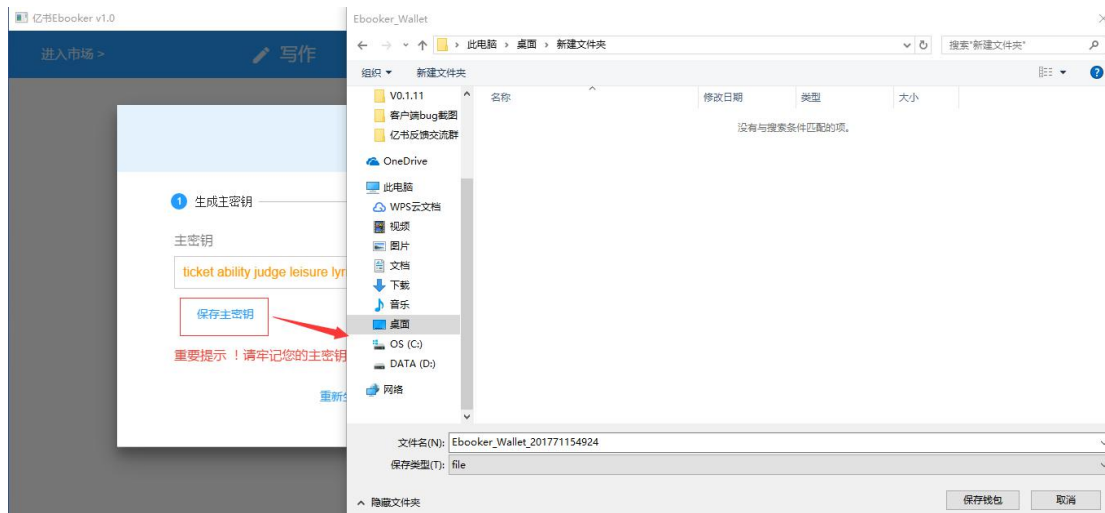 亿书Ebooker v1.0
进入市场 >
写作
1 生成主密钥
主密钥
ticket ability judge leisure
保存主密钥
重要提示 ！请牢记您的主密钥
重新
Ebooker_Wallet
此电脑 > 桌面 > 新建文件夹
搜索"新建文件夹"
组织 新建文件夹
V0.1.11
客户端bug截图
亿书反馈交流群
OneDrive
此电脑
WPS云文档
视频
图片
文档
下载
音乐
桌面
OS (C:)
DATA (D:)
网络
名称 修改日期 类型 大小
没有与搜索条件匹配的项。
文件名(N): Ebooker_Wallet_201771154924
保存类型(T): file
隐藏文件夹
保存钱包 取消